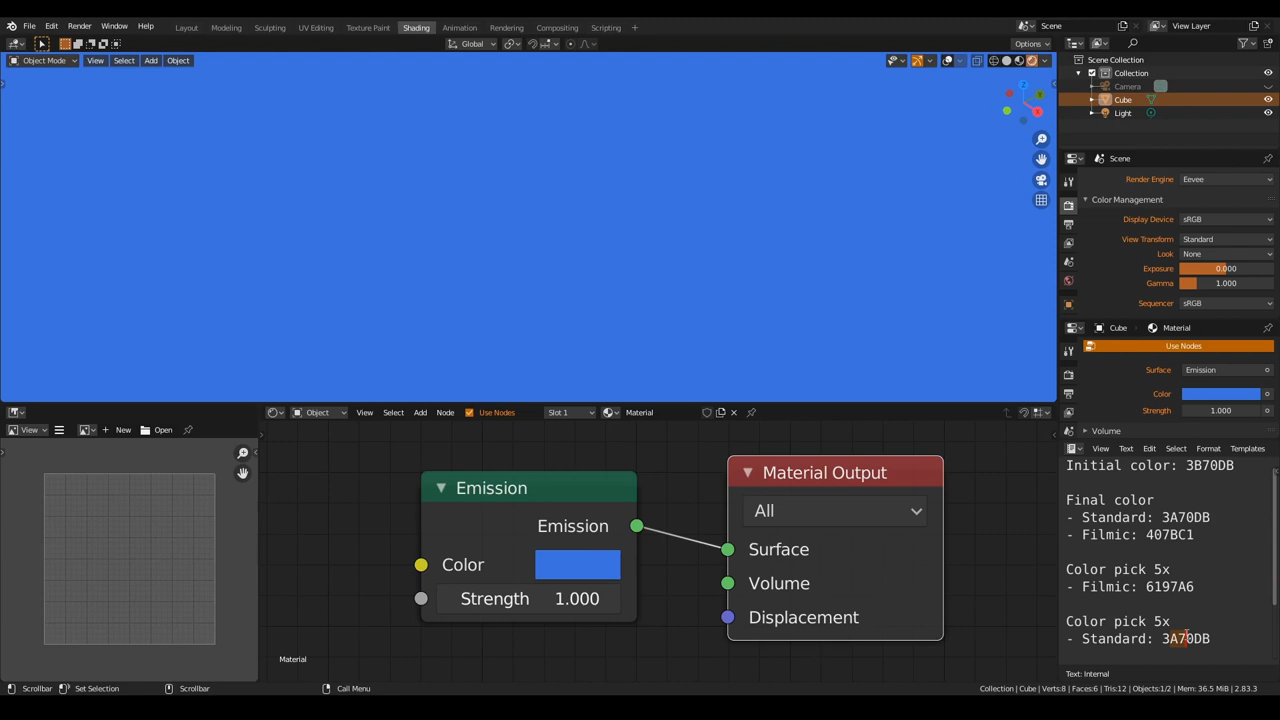 File Edit Render Window Help Layout Modeling Sculpting UV Editing Texture Paint Shading Animation Rendering Compositing Scripting + Scene View Layer
Global Options
Object Mode View Select Add Object
Scene Collection
Collection
Camera
Cube
Light
Scene
Render Engine Eevee
Color Management
Display Device sRGB
View Transform Standard
Look None
Exposure 0.000
Gamma 1.000
Sequencer sRGB
Cube Material
Use Nodes
Surface Emission
Color
Strength 1.000
Volume
View New Open
Object View Select Add Node Use Nodes Slot 1 Material
View Text Edit Select Format Templates
Emission
Emission
Color
Strength 1.000
Material Output
All
Surface
Volume
Displacement
Material
Initial color: 3B70DB
Final color
- Standard: 3A70DB
- Filmic: 407BC1
Color pick 5x
- Filmic: 6197A6
Color pick 5x
- Standard: 3A70DB
Text: Internal
Scrollbar Set Selection Scrollbar Call Menu Collection | Cube | Verts:8 | Faces:6 | Tris:12 | Objects:1/2 | Mem: 36.5 MiB | 2.83.3